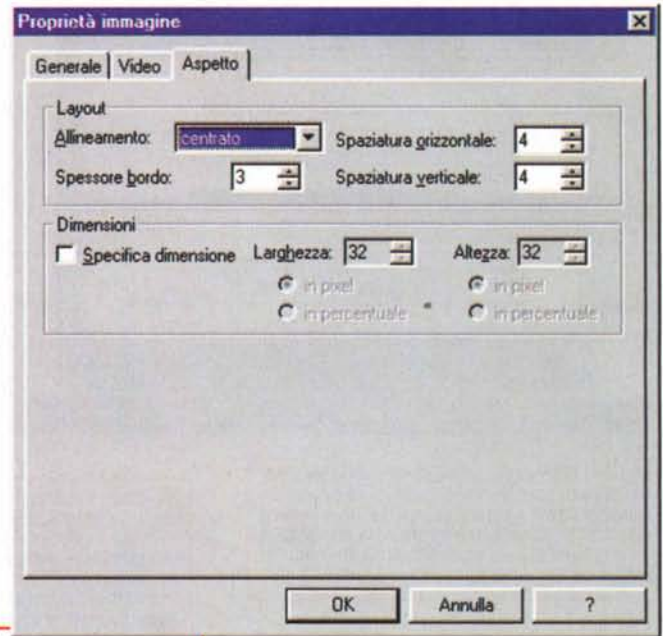 Proprietà immagine
Generale Video Aspetto
Layout
Allineamento: centrato Spaziatura orizzontale: 4
Spessore bordo: 3 Spaziatura verticale: 4
Dimensioni
Specifica dimensione Larghezza: 32 Altezza: 32
in pixel in pixel
in percentuale in percentuale
OK Annulla ?